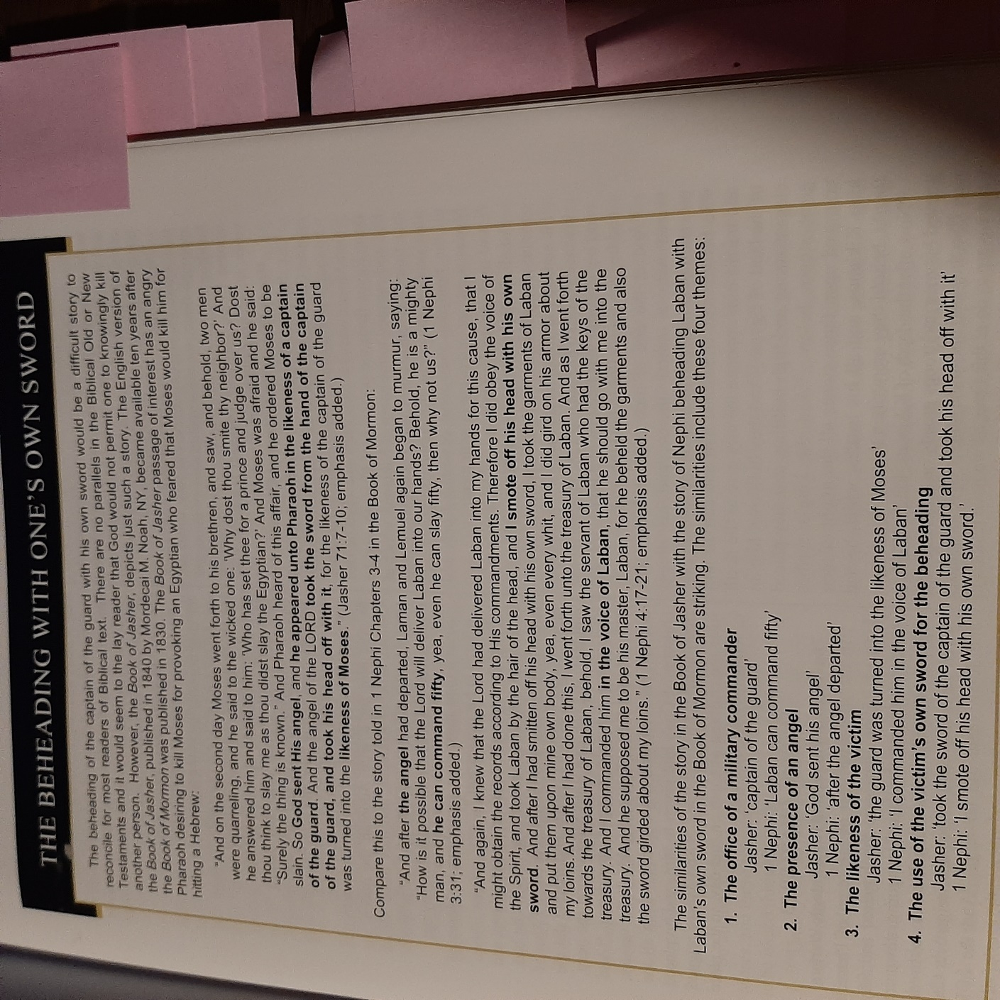 THE BEHEADING WITH ONE'S OWN SWORD
The beheading of the captain of the guard with his own sword would be a difficult story to
reconcile for most readers of Biblical text. There are no parallels in the Biblical Old or New
Testaments and it would seem to the lay reader that God would not permit one to knowingly kill
another person. However, the Book of Jasher, depicts just such a story. The English version of
the Book of Jasher, published in 1840 by Mordecai M. Noah, NY, became available ten years after
the Book of Mormon was published in 1830. The Book of Jasher passage of interest has an angry
Pharaoh desiring to kill Moses for provoking an Egyptian who feared that Moses would kill him for
hitting a Hebrew:
"And on the second day Moses went forth to his brethren, and saw, and behold, two men
were quarreling, and he said to the wicked one: 'Why dost thou smite thy neighbor?' And
he answered him and said to him: 'Who has set thee for a prince and judge over us? Dost
thou think to slay me as thou didst slay the Egyptian?' And Moses was afraid and he said:
"Surely the thing is known." And Pharaoh heard of this affair, and he ordered Moses to be
slain. So God sent His angel, and he appeared unto Pharaoh in the likeness of a captain
of the guard. And the angel of the LORD took the sword from the hand of the captain
of the guard, and took his head off with it, for the likeness of the captain of the guard
was turned into the likeness of Moses." (Jasher 71:7-10; emphasis added.)
Compare this to the story told in 1 Nephi Chapters 3-4 in the Book of Mormon:
"And after the angel had departed, Laman and Lemuel again began to murmur, saying:
"How is it possible that the Lord will deliver Laban into our hands? Behold, he is a mighty
man, and he can command fifty, yea, even he can slay fifty, then why not us?" (1 Nephi
3:31; emphasis added.)
"And again, I knew that the Lord had delivered Laban into my hands for this cause, that I
might obtain the records according to His commandments. Therefore I did obey the voice of
the Spirit, and took Laban by the hair of the head, and I smote off his head with his own
sword. And after I had smitten off his head with his own sword, I took the garments of Laban
and put them upon mine own body, yea, even every whit, and I did gird on his armor about
my loins. And after I had done this, I went forth unto the treasury of Laban. And as I went forth
towards the treasury of Laban, behold, I saw the servant of Laban who had the keys of the
treasury. And I commanded him in the voice of Laban, that he should go with me into the
treasury. And he supposed me to be his master, Laban, for he beheld the garments and also
the sword girded about my loins." (1 Nephi 4:17-21; emphasis added.)
The similarities of the story in the Book of Jasher with the story of Nephi beheading Laban with
Laban's own sword in the Book of Mormon are striking. The similarities include these four themes:
1. The office of a military commander
Jasher: 'captain of the guard'
1 Nephi: 'Laban can command fifty'
2. The presence of an angel
Jasher: 'God sent his angel'
1 Nephi: 'after the angel departed'
3. The likeness of the victim
Jasher: 'the guard was turned into the likeness of Moses'
1 Nephi: 'I commanded him in the voice of Laban'
4. The use of the victim's own sword for the beheading
Jasher: 'took the sword of the captain of the guard and took his head off with it'
1 Nephi: 'I smote off his head with his own sword.'